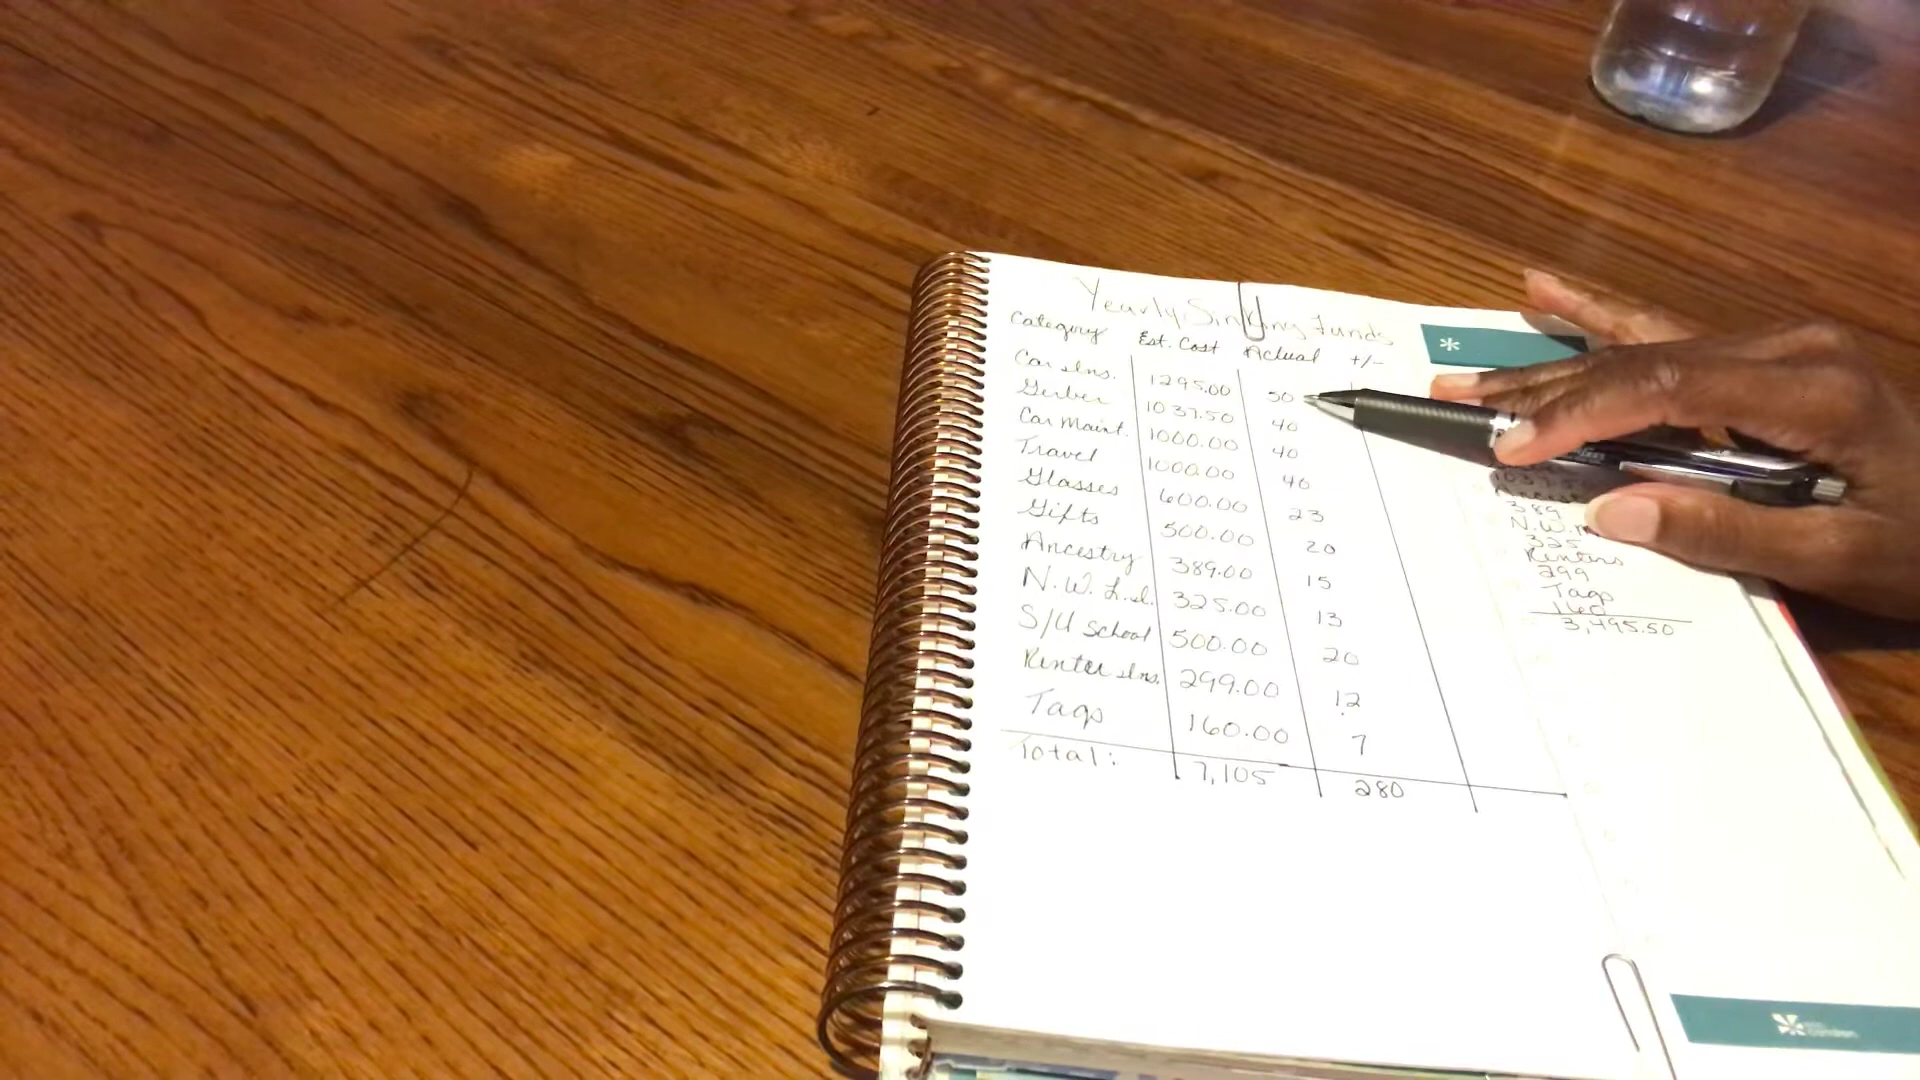 Yearly Sinking Funds
Category Est. Cost Actual +/-
Car Ins. 1295.00 50
Gerber 1037.50 40
Car Maint. 1000.00 40
Travel 1000.00 40
Glasses 600.00 23
Gifts 500.00 20
Ancestry 389.00 15
N.W. L.I. 325.00 13
S/U School 500.00 20
Renter Ins. 299.00 12
Tags 160.00 7
Total: 7,105 280
389
N.W.
325
Renters
299
Tags
160
3,495.50